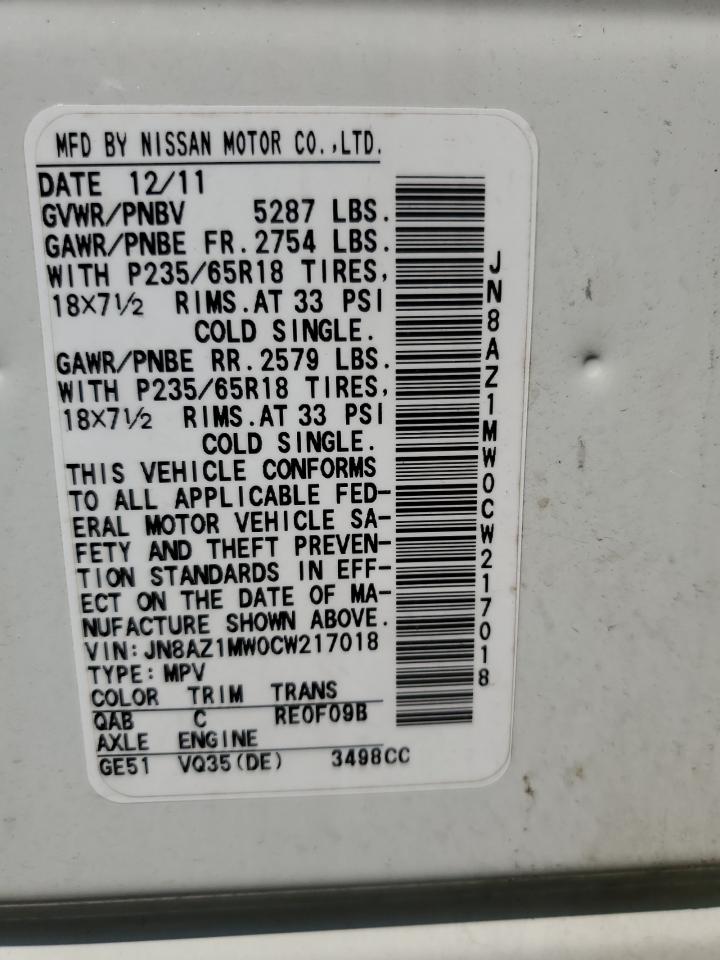 MFD BY NISSAN MOTOR CO.,LTD.
DATE 12/11
GVWR/PNBV 5287 LBS.
GAWR/PNBE FR. 2754 LBS.
WITH P235/65R18 TIRES,
18X7 1/2 RIMS. AT 33 PSI
COLD SINGLE.
GAWR/PNBE RR. 2579 LBS.
WITH P235/65R18 TIRES,
18X7 1/2 RIMS. AT 33 PSI
COLD SINGLE.
THIS VEHICLE CONFORMS
TO ALL APPLICABLE FED-
ERAL MOTOR VEHICLE SA-
FETY AND THEFT PREVEN-
TION STANDARDS IN EFF-
ECT ON THE DATE OF MA-
NUFACTURE SHOWN ABOVE.
VIN: JN8AZ1MW0CW217018
TYPE: MPV
COLOR TRIM TRANS
QAB C RE0F09B
AXLE ENGINE
GE51 VQ35(DE) 3498CC
JN8AZ1MW0CW217018